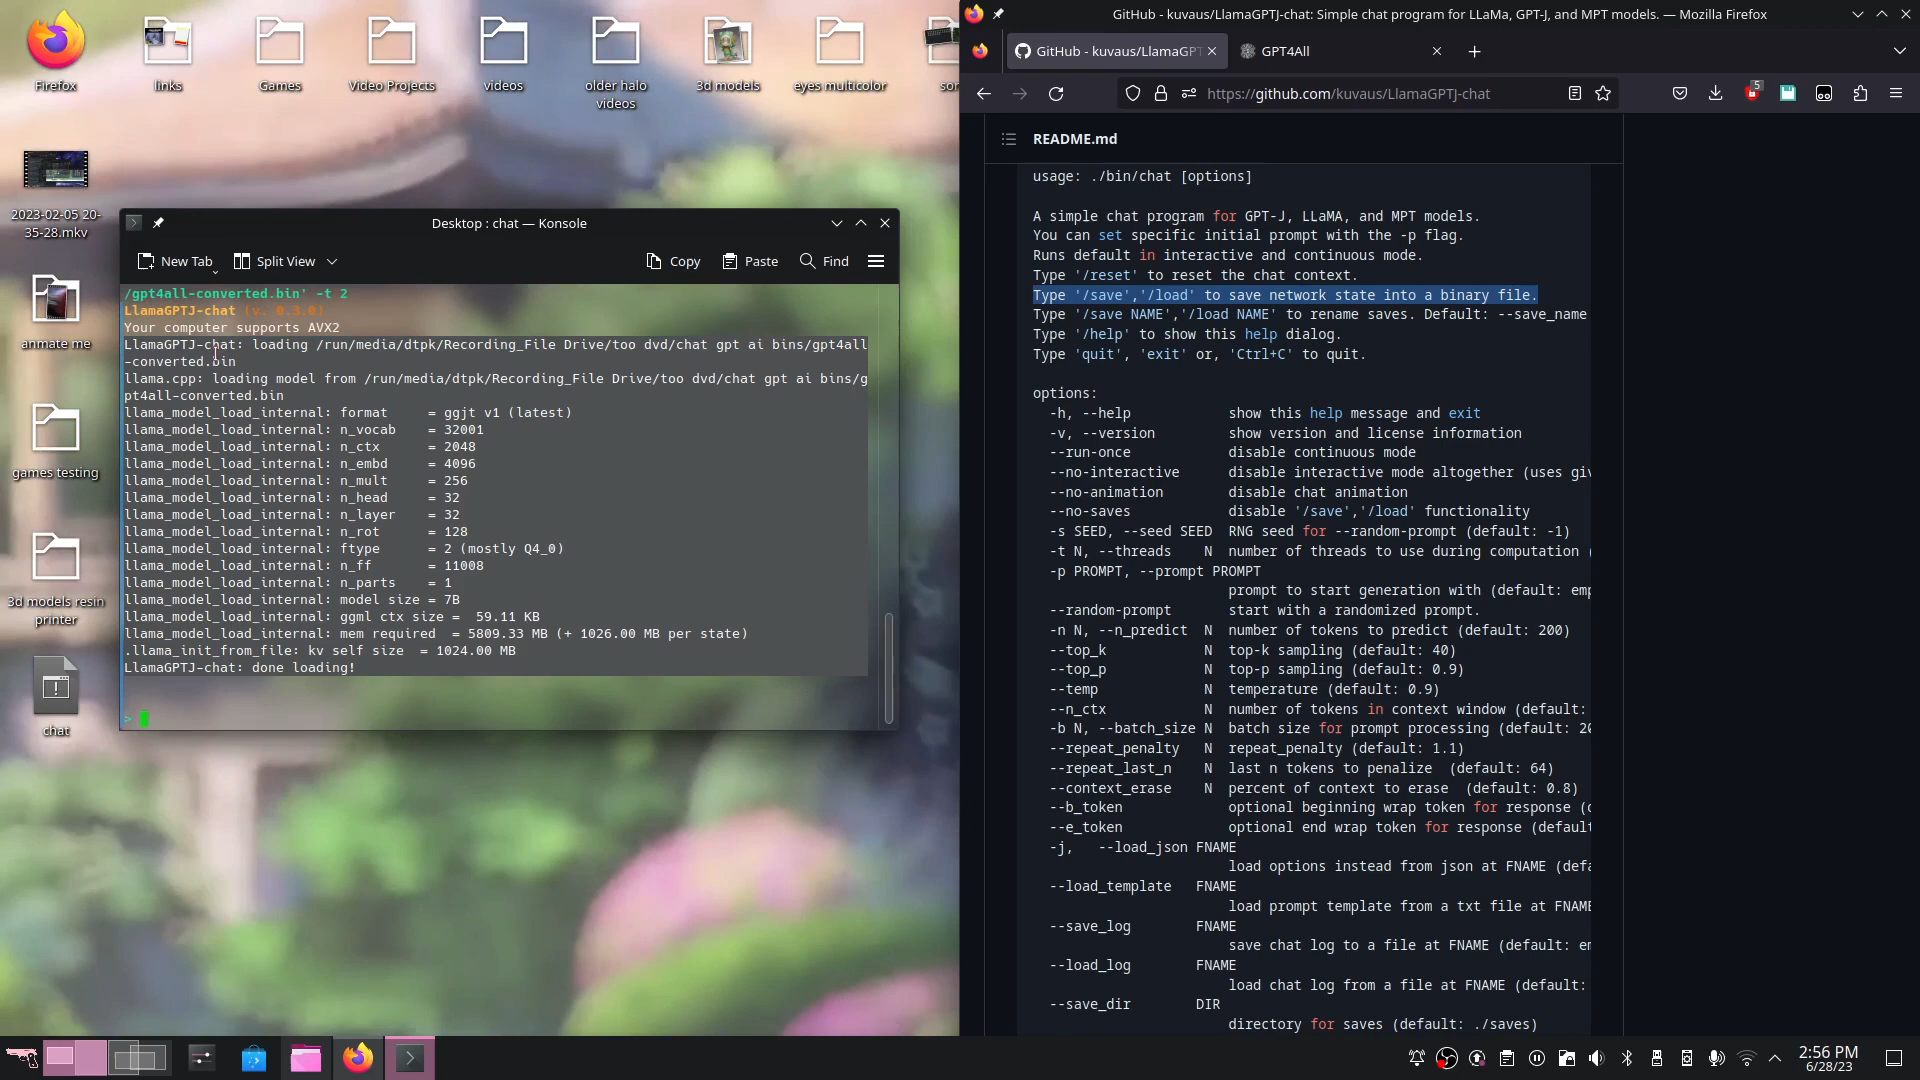 Firefox
links
Games
Video Projects
videos
older halo
videos
3d models
eyes multicolor
sor
2023-02-05 20-
35-28.mkv
anmate me
games testing
3d models resin
printer
chat
Desktop : chat — Konsole
New Tab
Split View
Copy
Paste
Find
/gpt4all-converted.bin' -t 2
LlamaGPTJ-chat (v. 0.3.0)
Your computer supports AVX2
LlamaGPTJ-chat: loading /run/media/dtpk/Recording_File Drive/too dvd/chat gpt ai bins/gpt4all
-converted.bin
llama.cpp: loading model from /run/media/dtpk/Recording_File Drive/too dvd/chat gpt ai bins/g
pt4all-converted.bin
llama_model_load_internal: format     = ggjt v1 (latest)
llama_model_load_internal: n_vocab    = 32001
llama_model_load_internal: n_ctx      = 2048
llama_model_load_internal: n_embd     = 4096
llama_model_load_internal: n_mult     = 256
llama_model_load_internal: n_head     = 32
llama_model_load_internal: n_layer    = 32
llama_model_load_internal: n_rot      = 128
llama_model_load_internal: ftype      = 2 (mostly Q4_0)
llama_model_load_internal: n_ff       = 11008
llama_model_load_internal: n_parts    = 1
llama_model_load_internal: model size = 7B
llama_model_load_internal: ggml ctx size =  59.11 KB
llama_model_load_internal: mem required  = 5809.33 MB (+ 1026.00 MB per state)
.llama_init_from_file: kv self size  = 1024.00 MB
LlamaGPTJ-chat: done loading!
>
GitHub - kuvaus/LlamaGPTJ-chat: Simple chat program for LLaMa, GPT-J, and MPT models. — Mozilla Firefox
GitHub - kuvaus/LlamaGPT
GPT4All
https://github.com/kuvaus/LlamaGPTJ-chat
5
README.md
usage: ./bin/chat [options]
A simple chat program for GPT-J, LLaMA, and MPT models.
You can set specific initial prompt with the -p flag.
Runs default in interactive and continuous mode.
Type '/reset' to reset the chat context.
Type '/save','/load' to save network state into a binary file.
Type '/save NAME','/load NAME' to rename saves. Default: --save_name
Type '/help' to show this help dialog.
Type 'quit', 'exit' or, 'Ctrl+C' to quit.
options:
-h, --help            show this help message and exit
-v, --version         show version and license information
--run-once            disable continuous mode
--no-interactive      disable interactive mode altogether (uses giv
--no-animation        disable chat animation
--no-saves            disable '/save','/load' functionality
-s SEED, --seed SEED  RNG seed for --random-prompt (default: -1)
-t N, --threads    N  number of threads to use during computation (
-p PROMPT, --prompt PROMPT
prompt to start generation with (default: emp
--random-prompt       start with a randomized prompt.
-n N, --n_predict  N  number of tokens to predict (default: 200)
--top_k            N  top-k sampling (default: 40)
--top_p            N  top-p sampling (default: 0.9)
--temp             N  temperature (default: 0.9)
--n_ctx            N  number of tokens in context window (default:
-b N, --batch_size N  batch size for prompt processing (default: 20
--repeat_penalty   N  repeat_penalty (default: 1.1)
--repeat_last_n    N  last n tokens to penalize  (default: 64)
--context_erase    N  percent of context to erase  (default: 0.8)
--b_token             optional beginning wrap token for response (d
--e_token             optional end wrap token for response (default
-j,   --load_json FNAME
load options instead from json at FNAME (defa
--load_template   FNAME
load prompt template from a txt file at FNAME
--save_log        FNAME
save chat log to a file at FNAME (default: em
--load_log        FNAME
load chat log from a file at FNAME (default:
--save_dir        DIR
directory for saves (default: ./saves)
2:56 PM
6/28/23